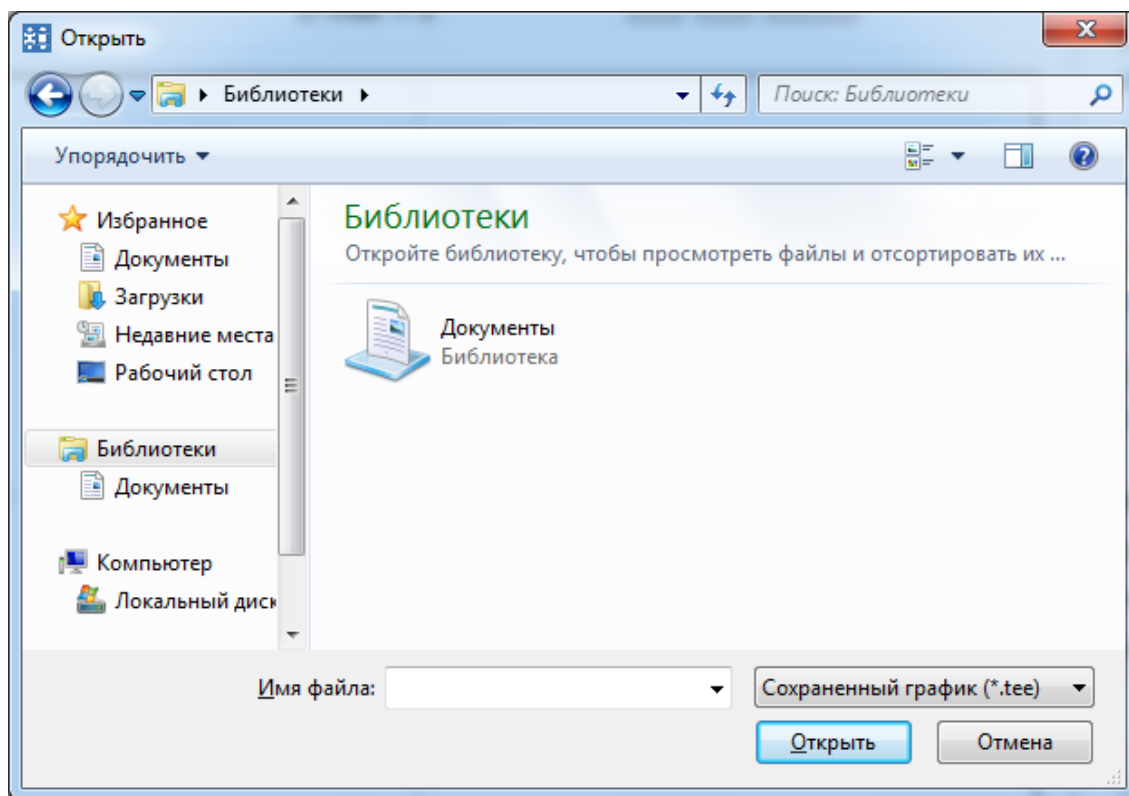 Открыть
Библиотеки
Поиск: Библиотеки
Упорядочить
Избранное
Документы
Загрузки
Недавние места
Рабочий стол
Библиотеки
Документы
Компьютер
Локальный диск
Библиотеки
Откройте библиотеку, чтобы просмотреть файлы и отсортировать их ...
Документы
Библиотека
Имя файла:
Сохраненный график (*.tee)
Открыть
Отмена